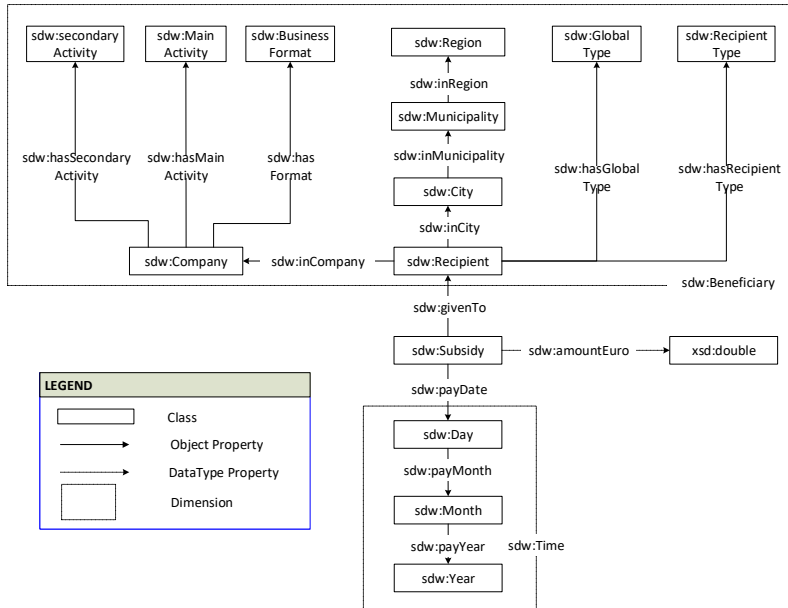 sdw:secondary
Activity
sdw:Main
Activity
sdw:Business
Format
sdw:Region
sdw:Global
Type
sdw:Recipient
Type
sdw:inRegion
sdw:Municipality
sdw:hasSecondary
Activity
sdw:hasMain
Activity
sdw:has
Format
sdw:inMunicipality
sdw:hasGlobal
Type
sdw:hasRecipient
Type
sdw:City
sdw:inCity
sdw:Company
sdw:inCompany
sdw:Recipient
sdw:Beneficiary
sdw:givenTo
sdw:Subsidy
sdw:amountEuro
xsd:double
sdw:payDate
LEGEND
Class
Object Property
DataType Property
Dimension
sdw:Day
sdw:payMonth
sdw:Month
sdw:payYear
sdw:Time
sdw:Year